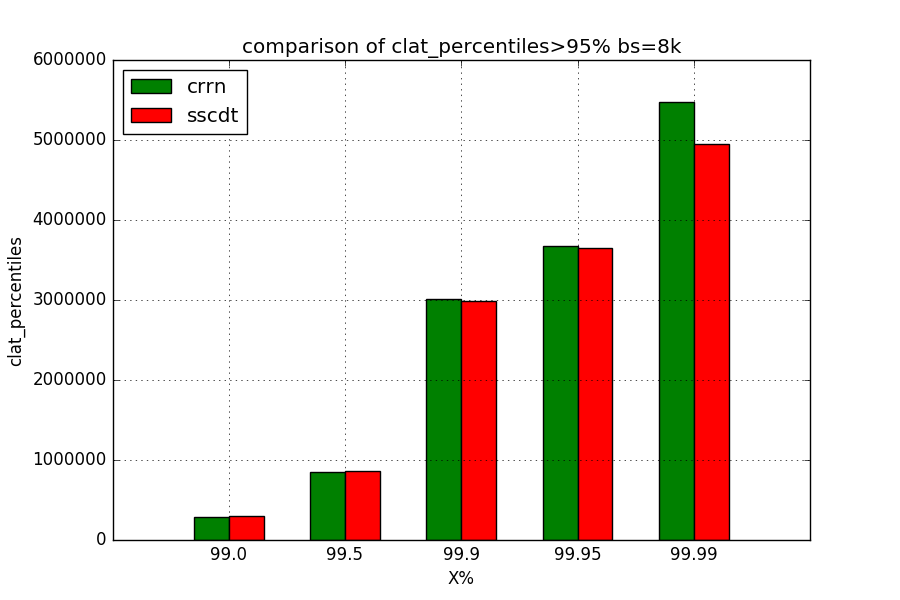 comparison of clat_percentiles>95% bs=8k
6000000
5000000
4000000
3000000
2000000
1000000
0
clat_percentiles
crrn
sscdt
99.0 99.5 99.9 99.95 99.99
X%